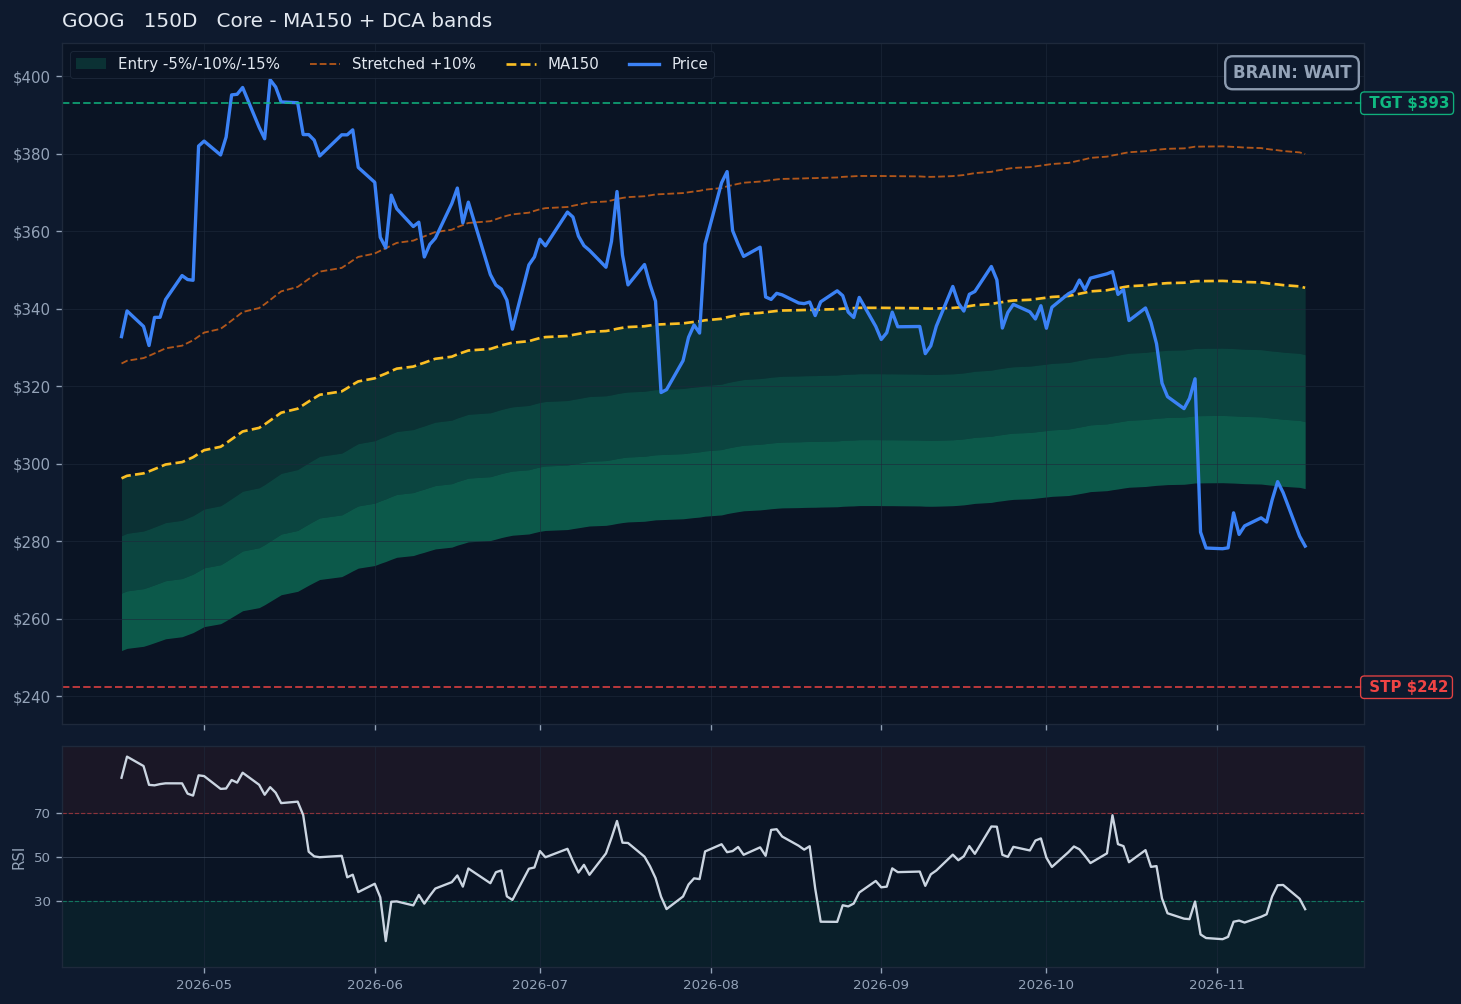 GOOG   150D   Core - MA150 + DCA bands
Entry -5%/-10%/-15%
Stretched +10%
MA150
Price
BRAIN: WAIT
$400
TGT $393
$380
$360
$340
$320
$300
$280
$260
$240
STP $242
70
50
30
RSI
2026-05
2026-06
2026-07
2026-08
2026-09
2026-10
2026-11